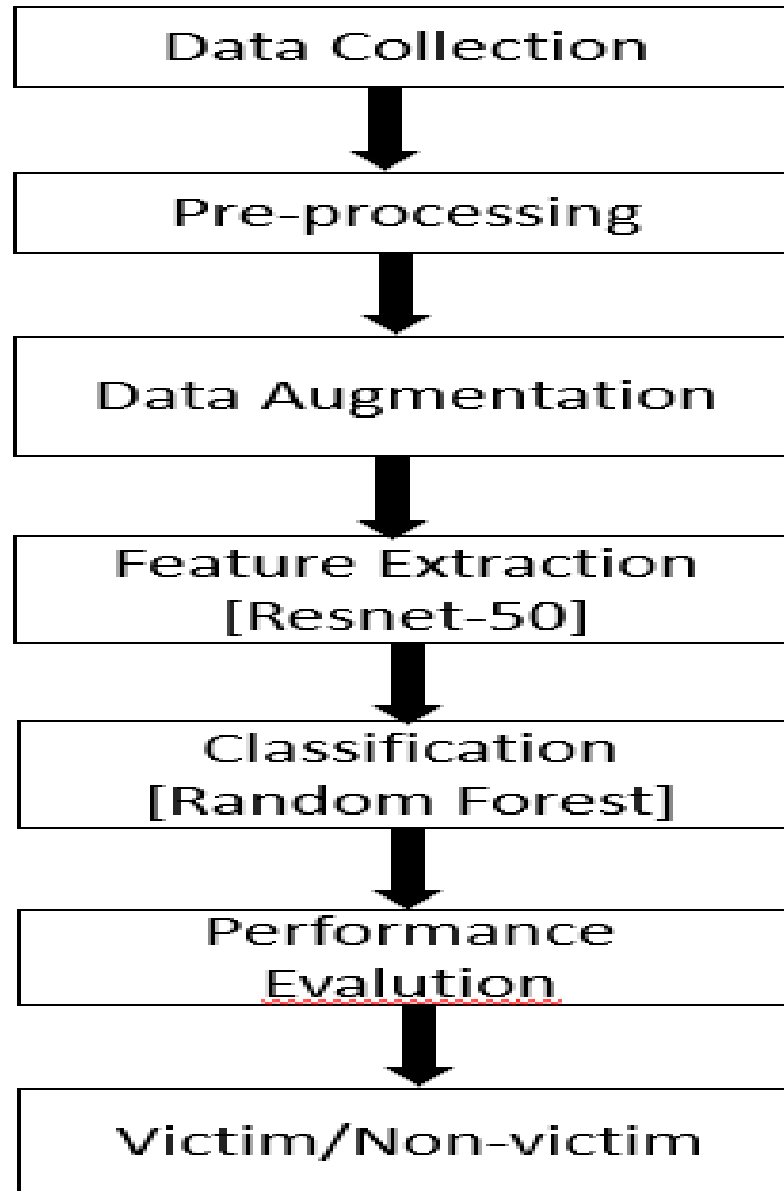 Data Collection
Pre-processing
Data Augmentation
Feature Extraction
[Resnet-50]
Classification
[Random Forest]
Performance
Evalution
Victim/Non-victim